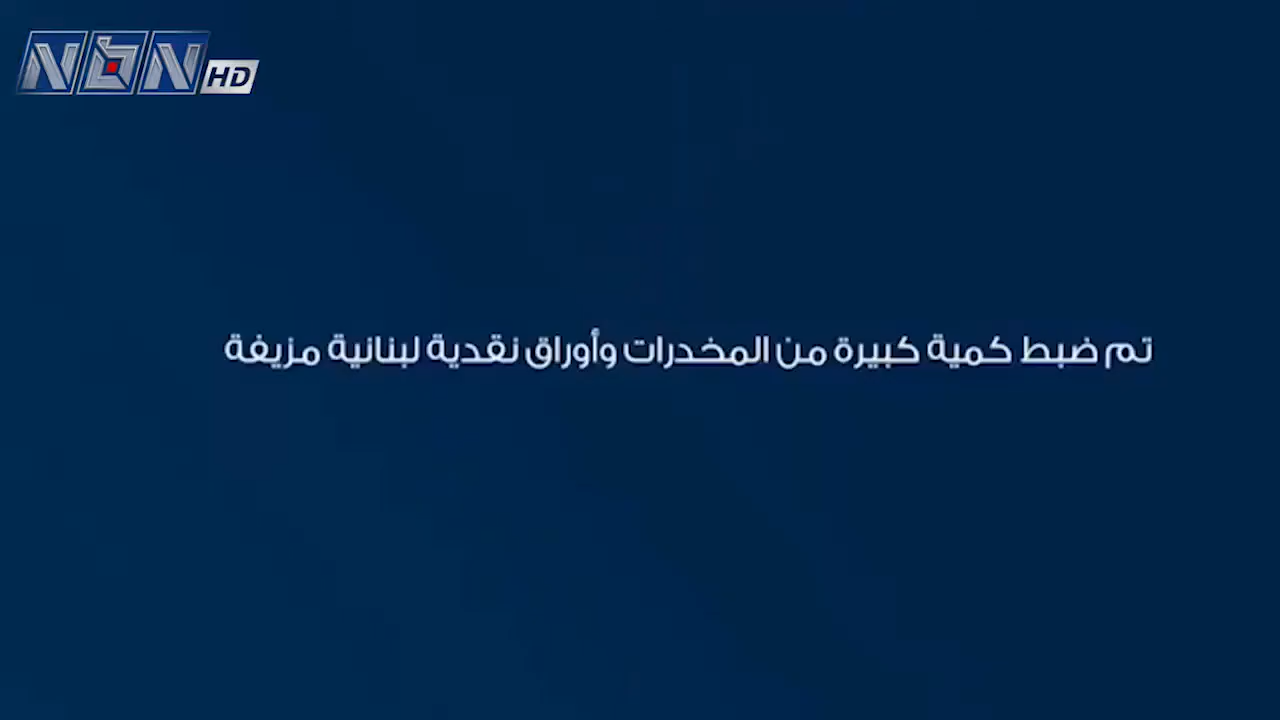 NBN HD
تم ضبط كمية كبيرة من المخدرات وأوراق نقدية لبنانية مزيفة